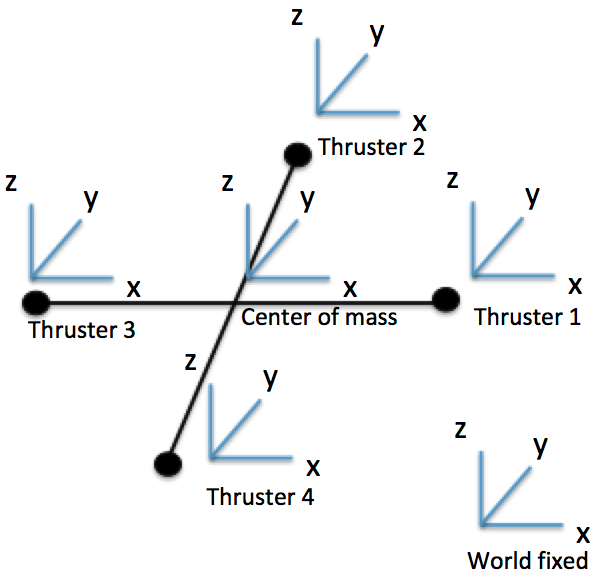 z
y
x
Thruster 2
z
y
x
Thruster 3
z
y
x
Center of mass
z
y
x
Thruster 1
z
y
x
Thruster 4
z
y
x
World fixed